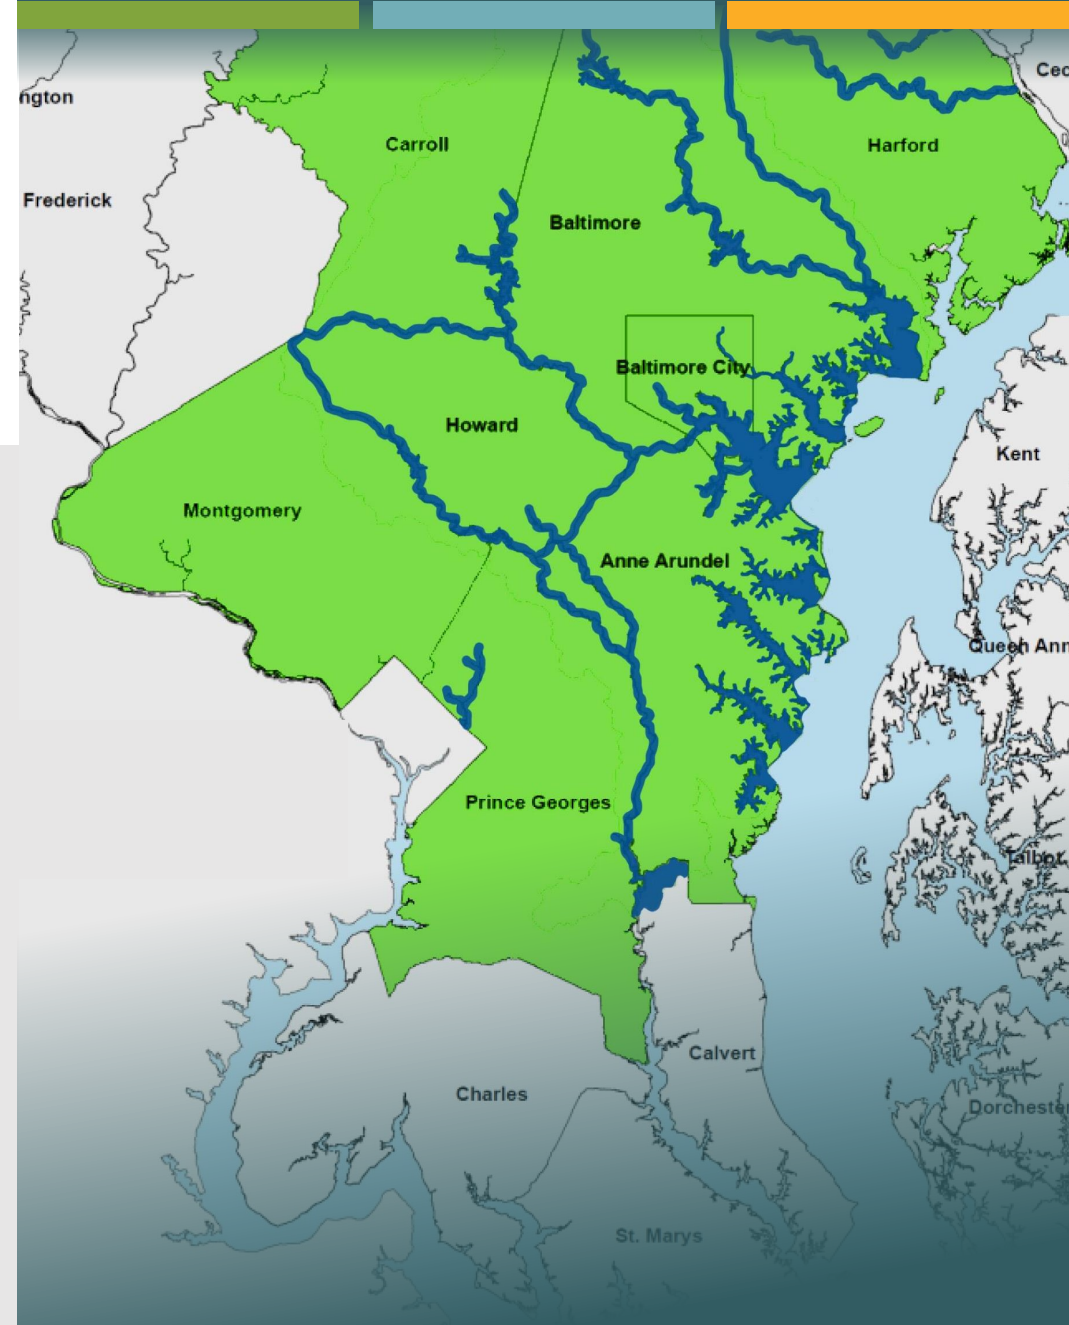 Cec
ngton
Carroll
Harford
Frederick
Baltimore
Baltimore City
Howard
Kent
Montgomery
Anne Arundel
Queen Ann
Prince Georges
Talbot
Calvert
Charles
Dorchester
St. Marys